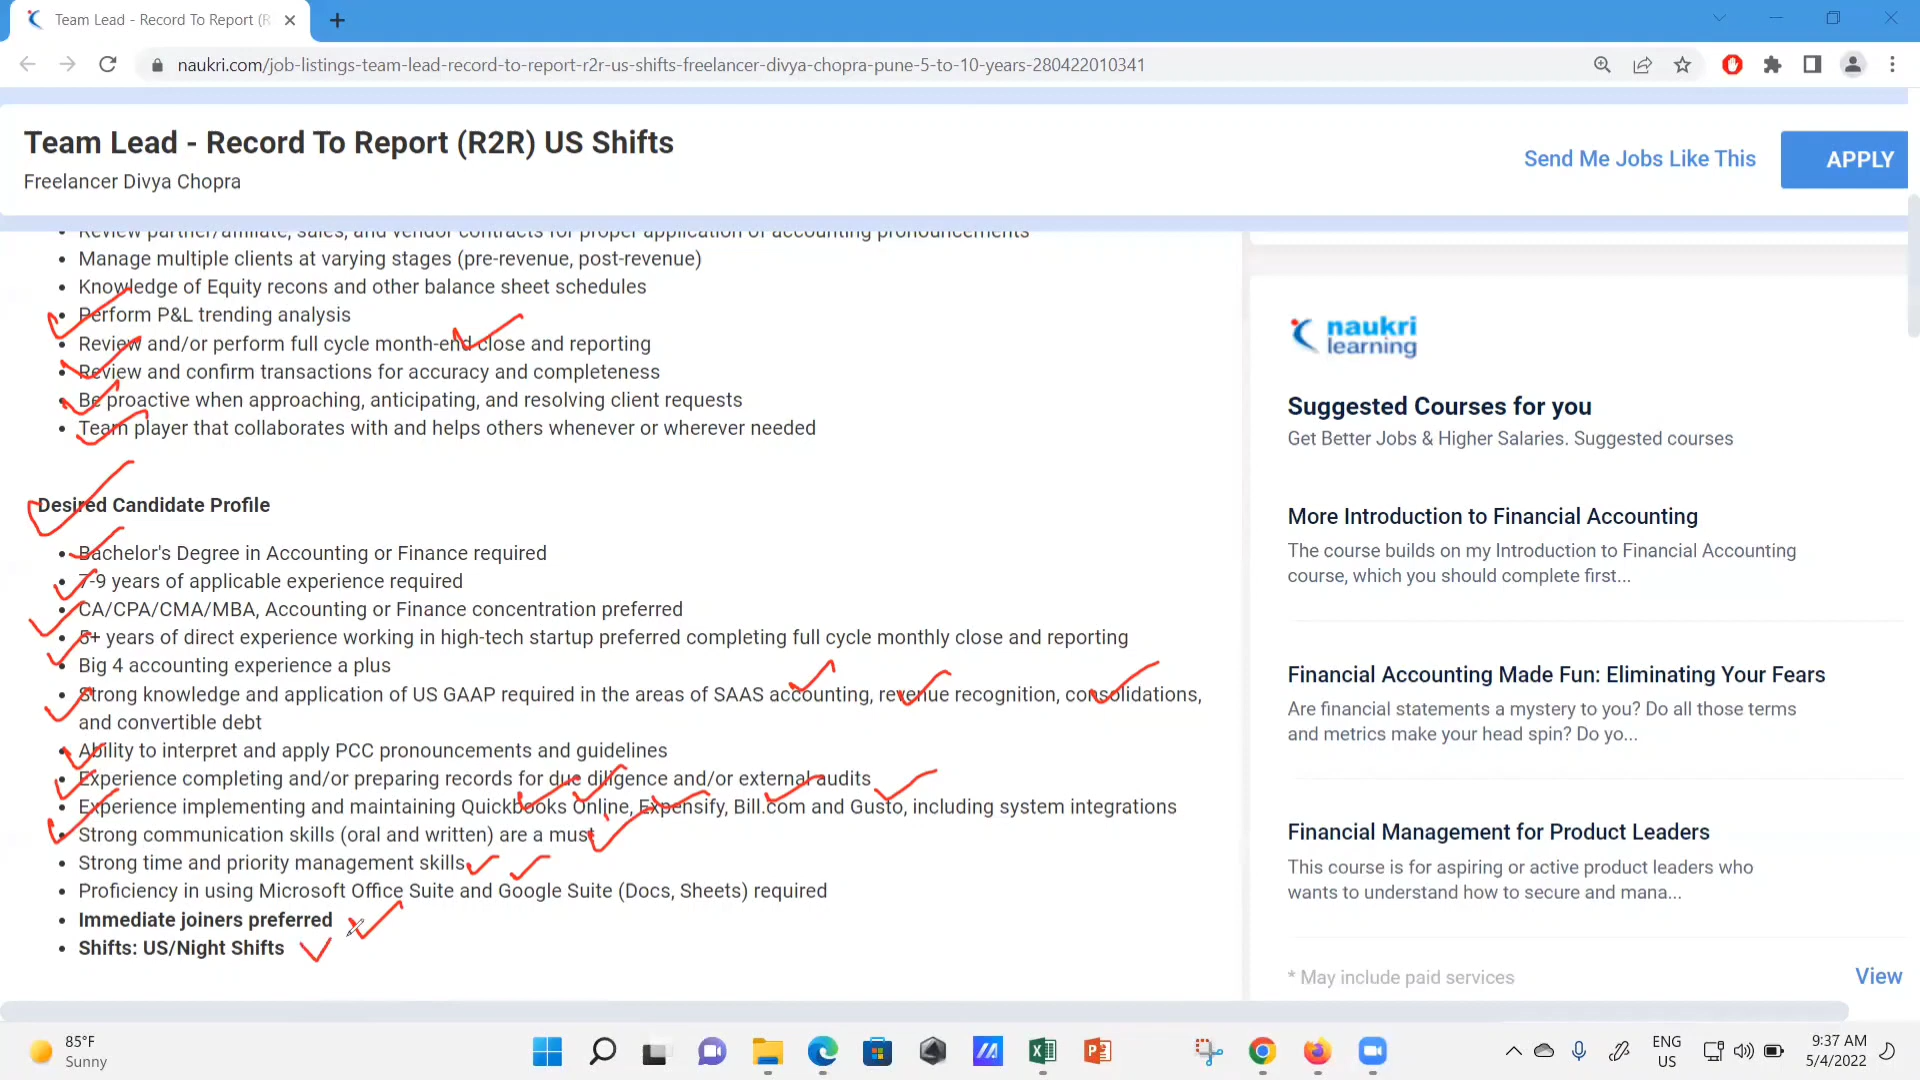 Team Lead - Record To Report (R
naukri.com/job-listings-team-lead-record-to-report-r2r-us-shifts-freelancer-divya-chopra-pune-5-to-10-years-280422010341
Team Lead - Record To Report (R2R) US Shifts
Freelancer Divya Chopra
Send Me Jobs Like This
APPLY
Review partner/affiliate, sales, and vendor contracts for proper application of accounting pronouncements
Manage multiple clients at varying stages (pre-revenue, post-revenue)
Knowledge of Equity recons and other balance sheet schedules
Perform P&L trending analysis
Review and/or perform full cycle month-end close and reporting
Review and confirm transactions for accuracy and completeness
Be proactive when approaching, anticipating, and resolving client requests
Team player that collaborates with and helps others whenever or wherever needed
Desired Candidate Profile
Bachelor's Degree in Accounting or Finance required
7-9 years of applicable experience required
CA/CPA/CMA/MBA, Accounting or Finance concentration preferred
5+ years of direct experience working in high-tech startup preferred completing full cycle monthly close and reporting
Big 4 accounting experience a plus
Strong knowledge and application of US GAAP required in the areas of SAAS accounting, revenue recognition, consolidations,
and convertible debt
Ability to interpret and apply PCC pronouncements and guidelines
Experience completing and/or preparing records for due diligence and/or external audits
Experience implementing and maintaining Quickbooks Online, Expensify, Bill.com and Gusto, including system integrations
Strong communication skills (oral and written) are a must
Strong time and priority management skills
Proficiency in using Microsoft Office Suite and Google Suite (Docs, Sheets) required
Immediate joiners preferred
Shifts: US/Night Shifts
naukri
learning
Suggested Courses for you
Get Better Jobs & Higher Salaries. Suggested courses
More Introduction to Financial Accounting
The course builds on my Introduction to Financial Accounting
course, which you should complete first...
Financial Accounting Made Fun: Eliminating Your Fears
Are financial statements a mystery to you? Do all those terms
and metrics make your head spin? Do yo...
Financial Management for Product Leaders
This course is for aspiring or active product leaders who
wants to understand how to secure and mana...
* May include paid services
View
85°F
Sunny
ENG
US
9:37 AM
5/4/2022